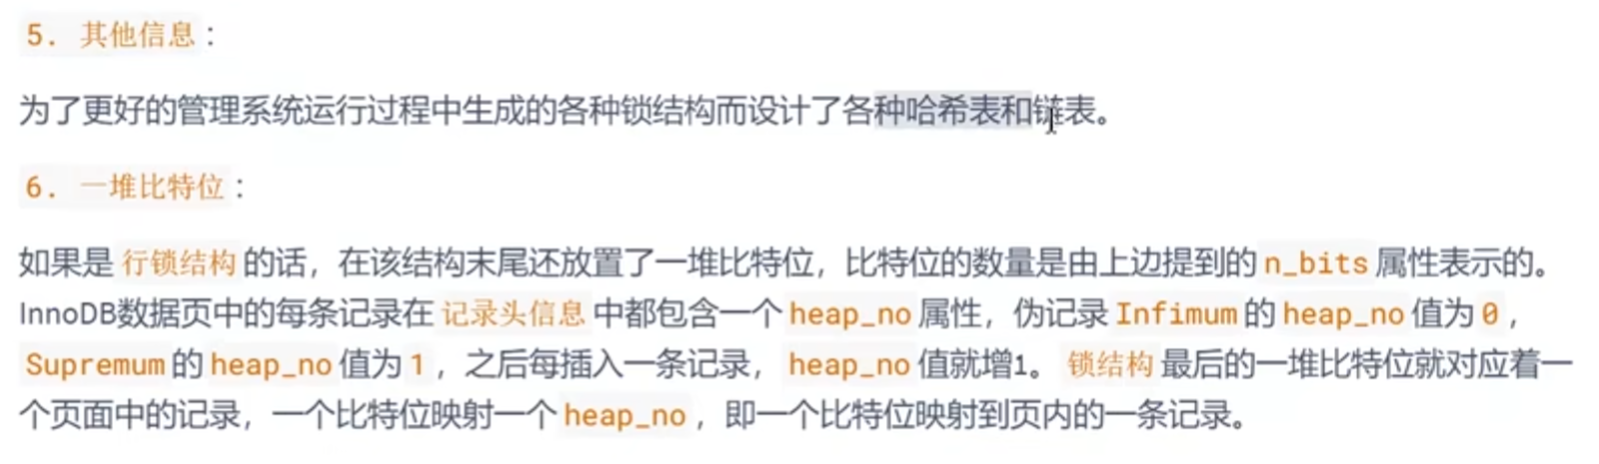 5. 其他信息：
为了更好的管理系统运行过程中生成的各种锁结构而设计了各种哈希表和链表。
6. 一堆比特位：
如果是 行锁结构 的话，在该结构末尾还放置了一堆比特位，比特位的数量是由上边提到的 n_bits 属性表示的。
InnoDB数据页中的每条记录在 记录头信息 中都包含一个 heap_no 属性，伪记录 Infimum 的 heap_no 值为 0 ，
Supremum 的 heap_no 值为 1 ，之后每插入一条记录， heap_no 值就增1。 锁结构 最后的一堆比特位就对应着一
个页面中的记录，一个比特位映射一个 heap_no ，即一个比特位映射到页内的一条记录。